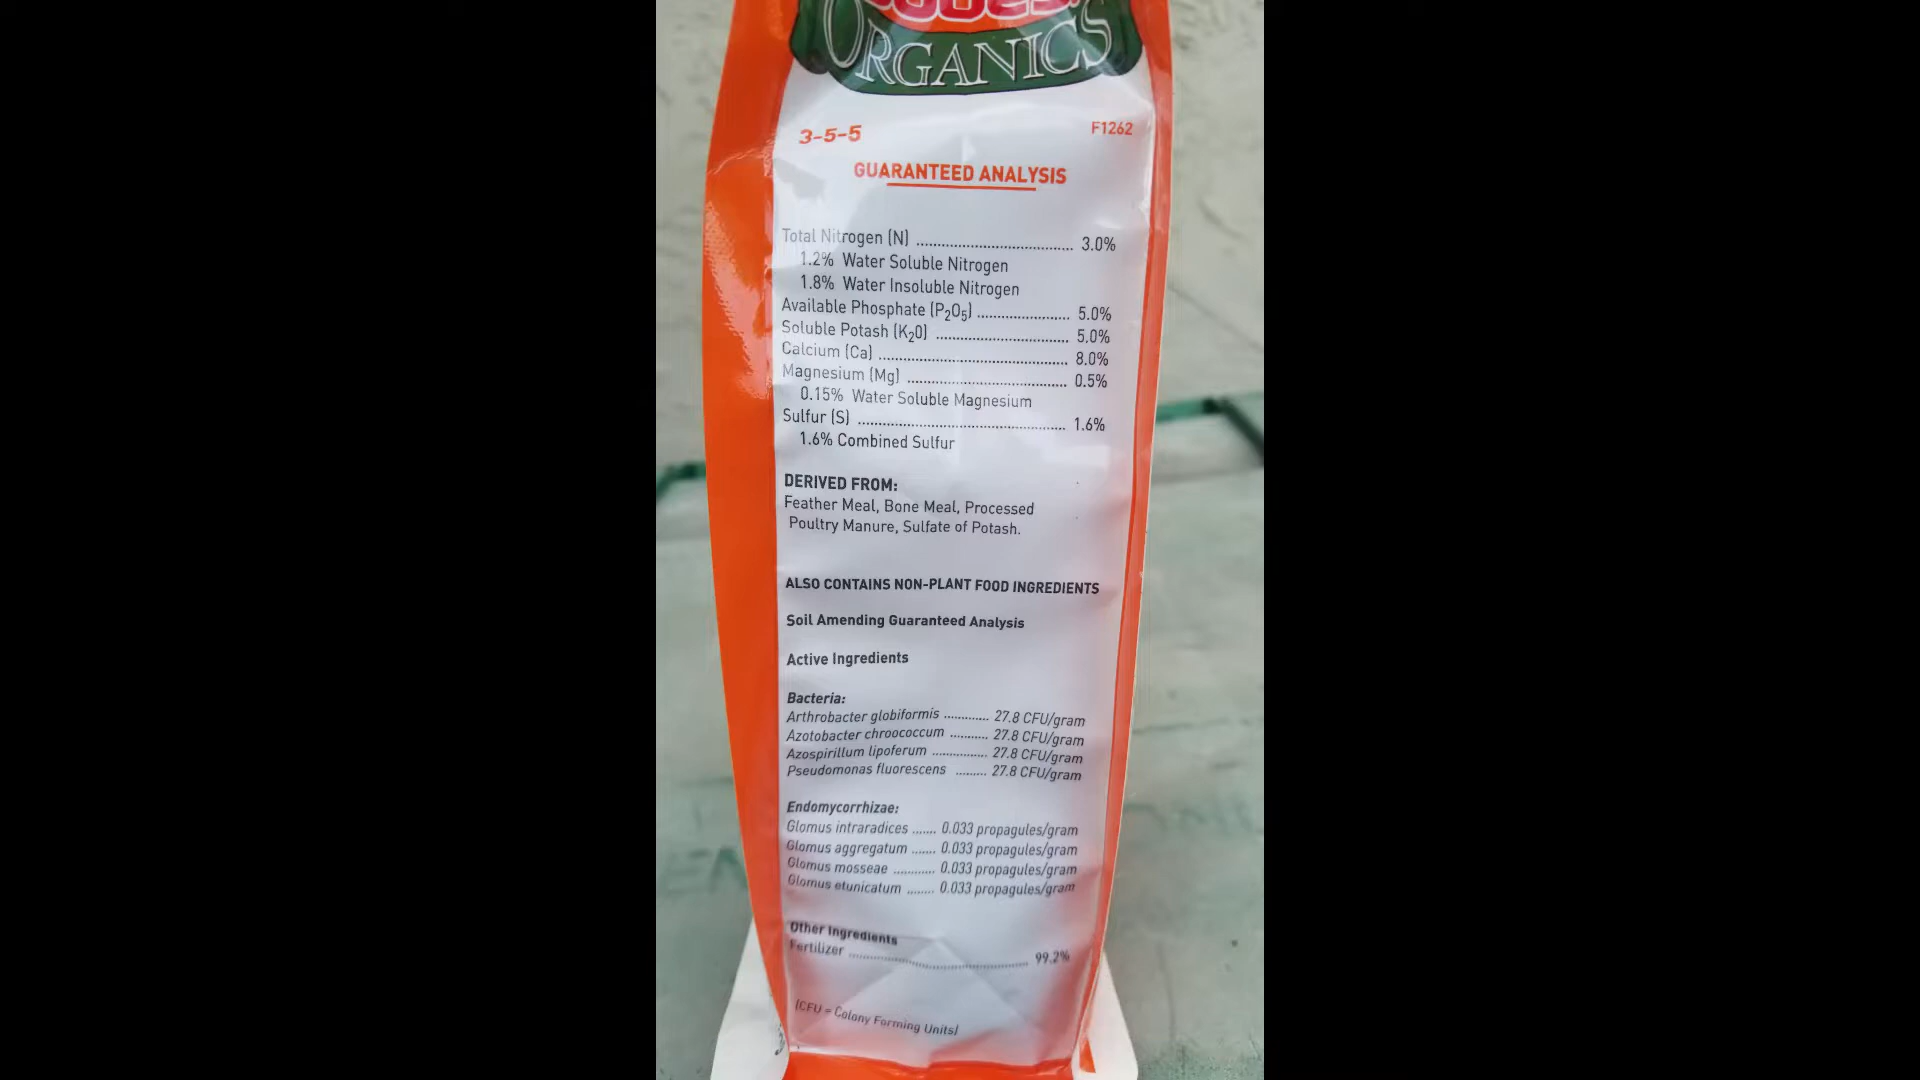 ORGANICS
3-5-5 F1262
GUARANTEED ANALYSIS
Total Nitrogen (N) .................................. 3.0%
1.2% Water Soluble Nitrogen
1.8% Water Insoluble Nitrogen
Available Phosphate (P₂O₅) .................... 5.0%
Soluble Potash (K₂O) ............................. 5.0%
Calcium (Ca) ......................................... 8.0%
Magnesium (Mg) ................................... 0.5%
0.15% Water Soluble Magnesium
Sulfur (S) ............................................. 1.6%
1.6% Combined Sulfur
DERIVED FROM:
Feather Meal, Bone Meal, Processed
Poultry Manure, Sulfate of Potash.
ALSO CONTAINS NON-PLANT FOOD INGREDIENTS
Soil Amending Guaranteed Analysis
Active Ingredients
Bacteria:
Arthrobacter globiformis ............ 27.8 CFU/gram
Azotobacter chroococcum .......... 27.8 CFU/gram
Azospirillum lipoferum ............... 27.8 CFU/gram
Pseudomonas fluorescens ......... 27.8 CFU/gram
Endomycorrhizae:
Glomus intraradices ....... 0.033 propagules/gram
Glomus aggregatum ....... 0.033 propagules/gram
Glomus mosseae ............ 0.033 propagules/gram
Glomus etunicatum ........ 0.033 propagules/gram
Other Ingredients
Fertilizer .................................................. 99.2%
(CFU = Colony Forming Units)